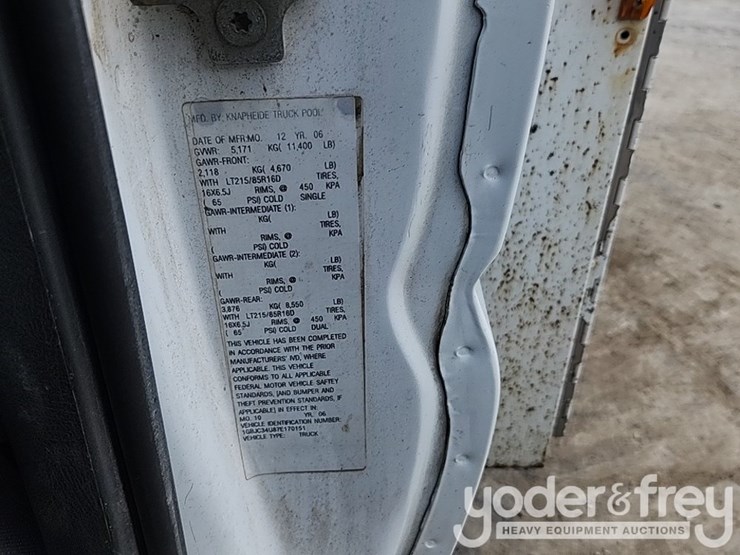 MFD. BY: KNAPHEIDE TRUCK POOL
DATE OF MFR:MO. 12 YR. 06
GVWR: 5,171 KG( 11,400 LB)
GAWR-FRONT:
2,118 KG( 4,670 LB)
WITH LT215/85R16D TIRES,
16X6.5J RIMS, @ 450 KPA
( 65 PSI) COLD SINGLE
GAWR-INTERMEDIATE (1):
KG( LB)
WITH TIRES,
RIMS, @ KPA
( PSI) COLD
GAWR-INTERMEDIATE (2):
KG( LB)
WITH TIRES,
RIMS, @ KPA
( PSI) COLD
GAWR-REAR:
3,876 KG( 8,550 LB)
WITH LT215/85R16D TIRES,
16X6.5J RIMS, @ 450 KPA
( 65 PSI) COLD DUAL
THIS VEHICLE HAS BEEN COMPLETED
IN ACCORDANCE WITH THE PRIOR
MANUFACTURERS' IVD, WHERE
APPLICABLE. THIS VEHICLE
CONFORMS TO ALL APPLICABLE
FEDERAL MOTOR VEHICLE SAFTEY
STANDARDS, [AND BUMPER AND
THEFT PREVENTION STANDARDS, IF
APPLICABLE] IN EFFECT IN:
MO. 10 YR. 06
VEHICLE IDENTIFICATION NUMBER:
1GBJC34U87E170151
VEHICLE TYPE: TRUCK
yoder&frey
HEAVY EQUIPMENT AUCTIONS